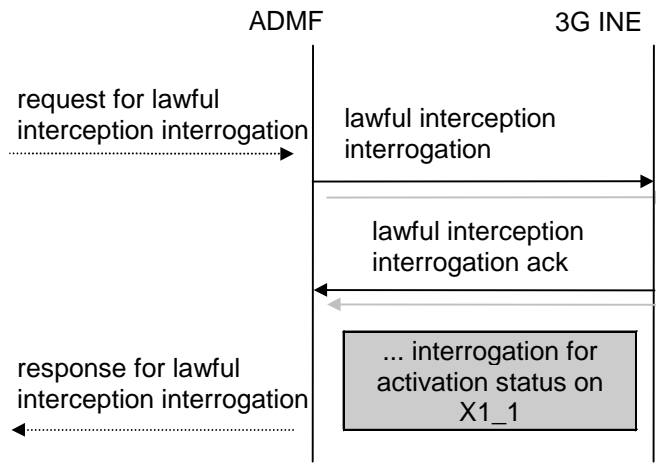 ADMF
3G INE
request for lawful
interception interrogation
lawful interception
interrogation
lawful interception
interrogation ack
... interrogation for
activation status on
X1_1
response for lawful
interception interrogation